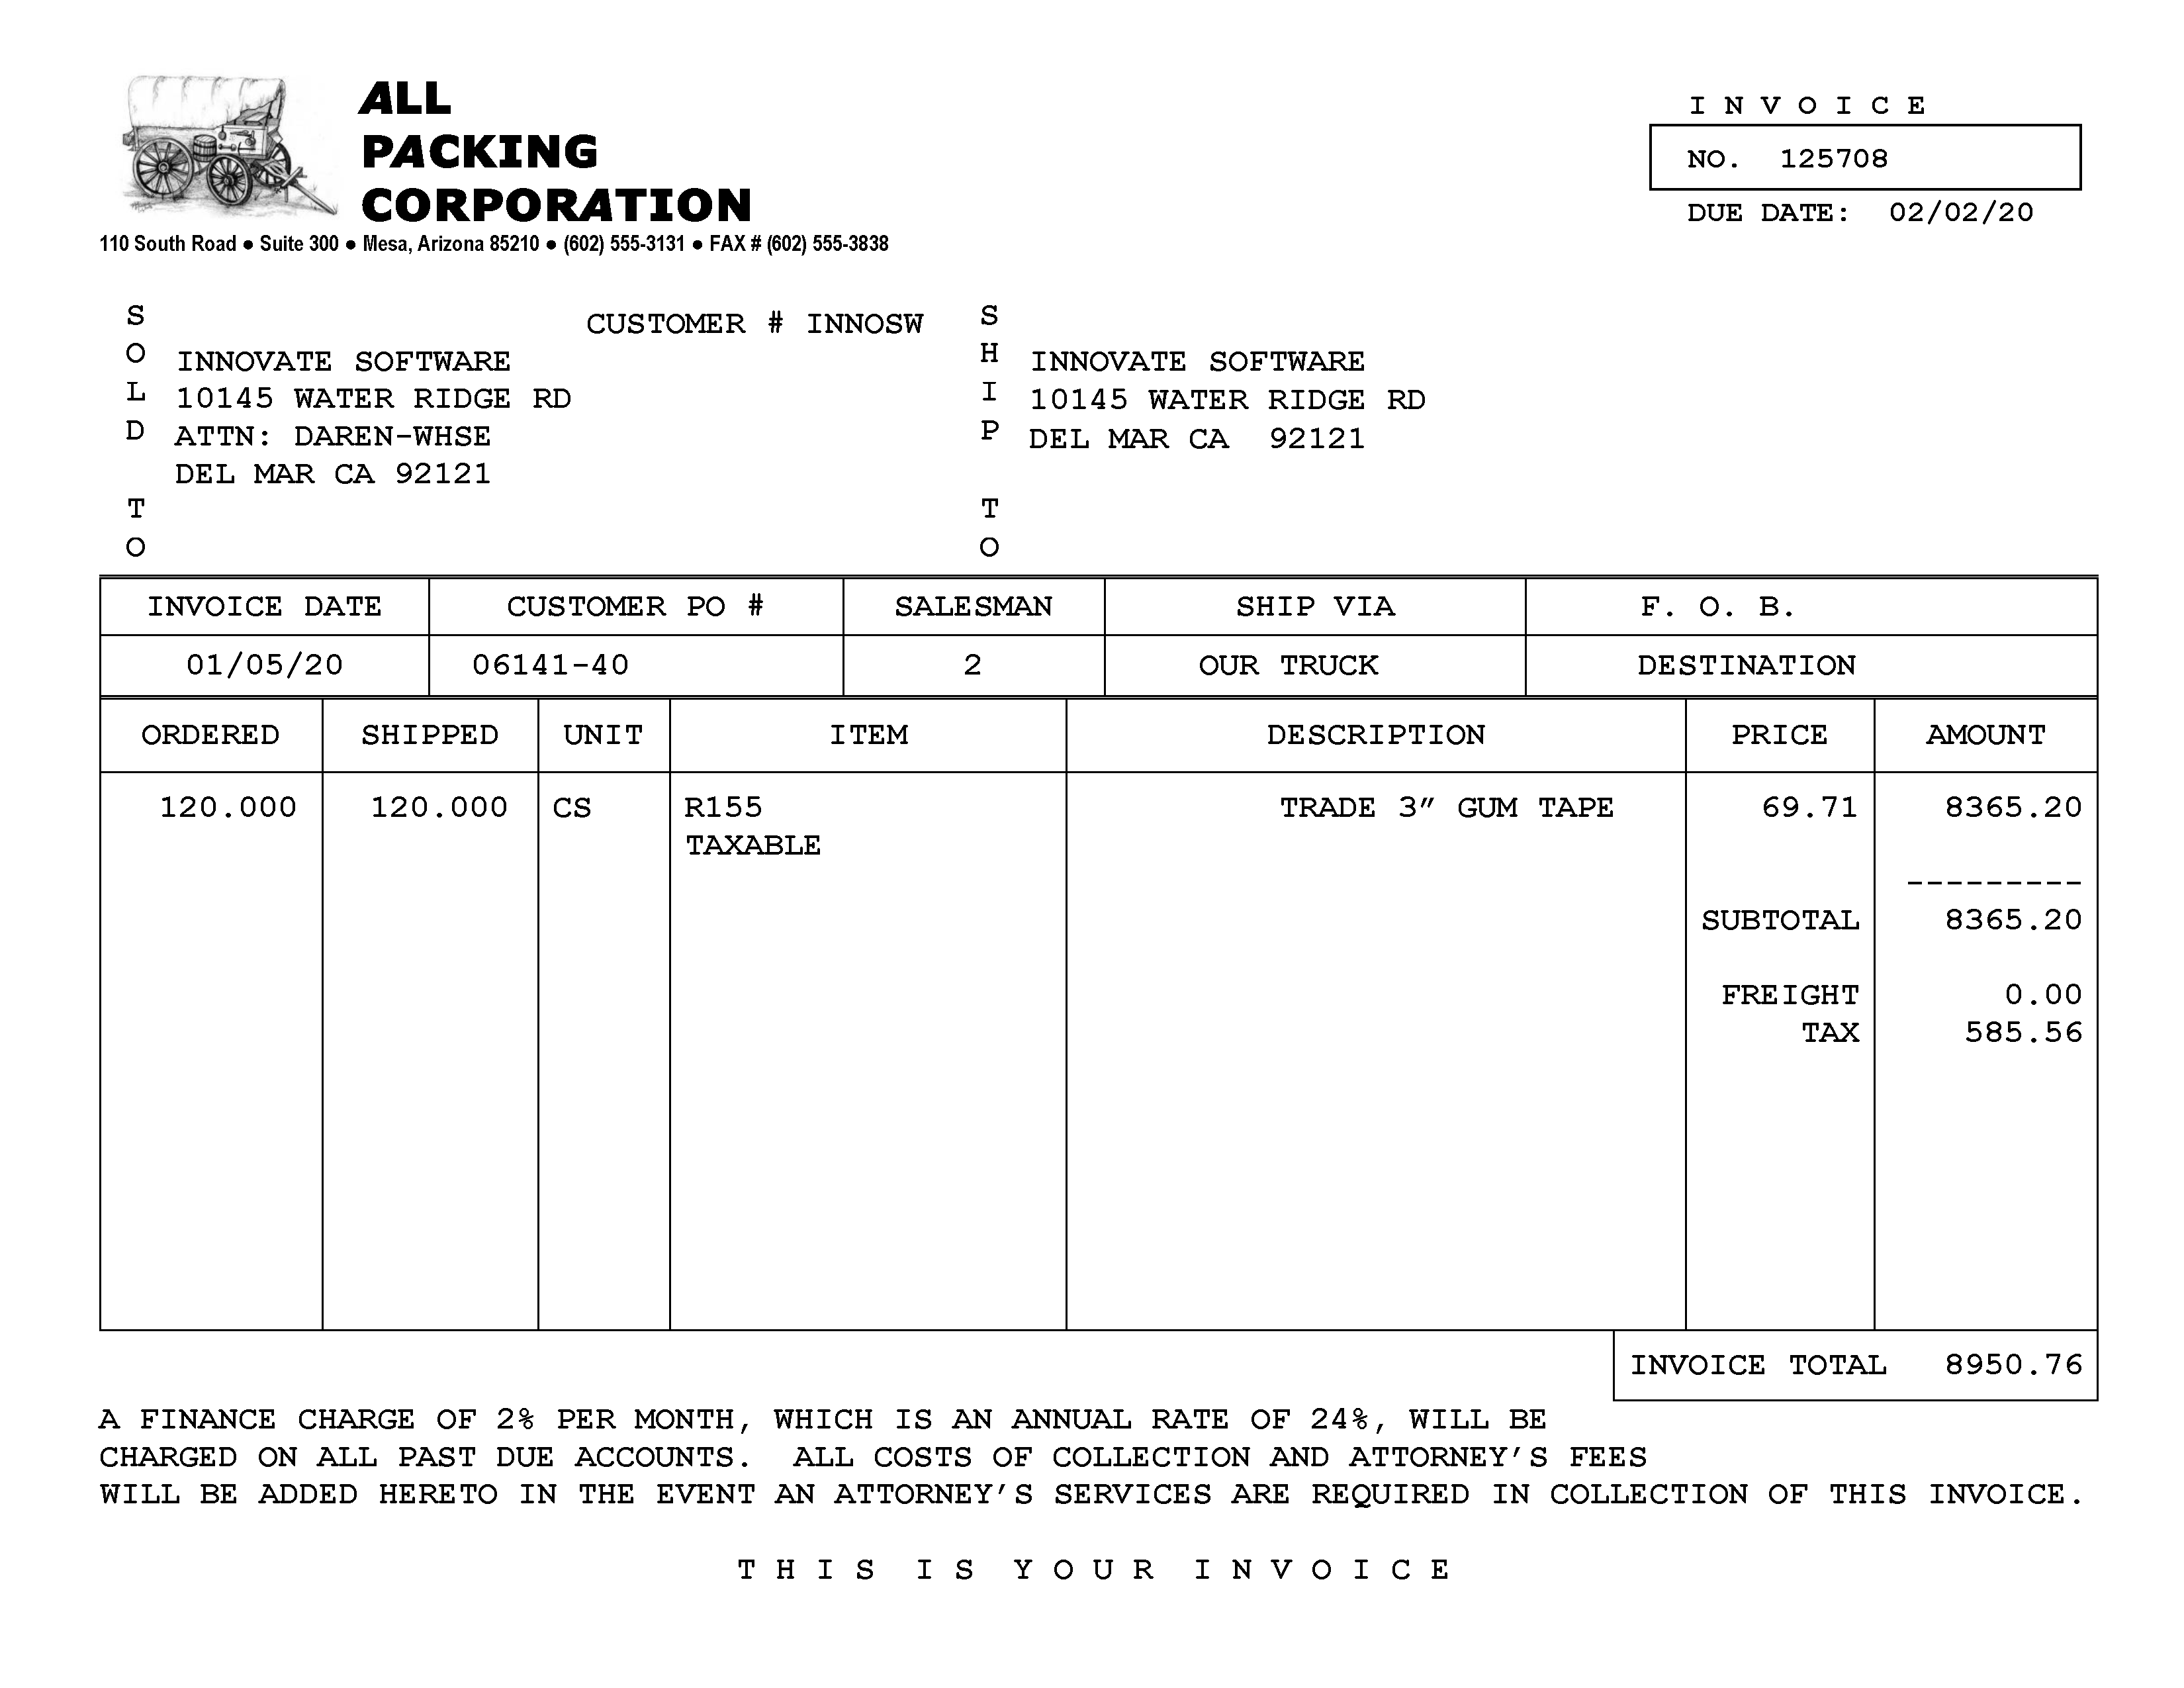 ALL
PACKING
CORPORATION
110 South Road ● Suite 300 ● Mesa, Arizona 85210 ● (602) 555-3131 ● FAX # (602) 555-3838
I N V O I C E
NO. 125708
DUE DATE: 02/02/20
SOLD TO
CUSTOMER # INNOSW
INNOVATE SOFTWARE
10145 WATER RIDGE RD
ATTN: DAREN-WHSE
DEL MAR CA 92121
SHIP TO
INNOVATE SOFTWARE
10145 WATER RIDGE RD
DEL MAR CA 92121
INVOICE DATE CUSTOMER PO # SALESMAN SHIP VIA F. O. B.
01/05/20 06141-40 2 OUR TRUCK DESTINATION
ORDERED SHIPPED UNIT ITEM DESCRIPTION PRICE AMOUNT
120.000 120.000 CS R155 TRADE 3″ GUM TAPE 69.71 8365.20
TAXABLE
---------
SUBTOTAL 8365.20
FREIGHT 0.00
TAX 585.56
INVOICE TOTAL 8950.76
A FINANCE CHARGE OF 2% PER MONTH, WHICH IS AN ANNUAL RATE OF 24%, WILL BE
CHARGED ON ALL PAST DUE ACCOUNTS. ALL COSTS OF COLLECTION AND ATTORNEY’S FEES
WILL BE ADDED HERETO IN THE EVENT AN ATTORNEY’S SERVICES ARE REQUIRED IN COLLECTION OF THIS INVOICE.
T H I S I S Y O U R I N V O I C E